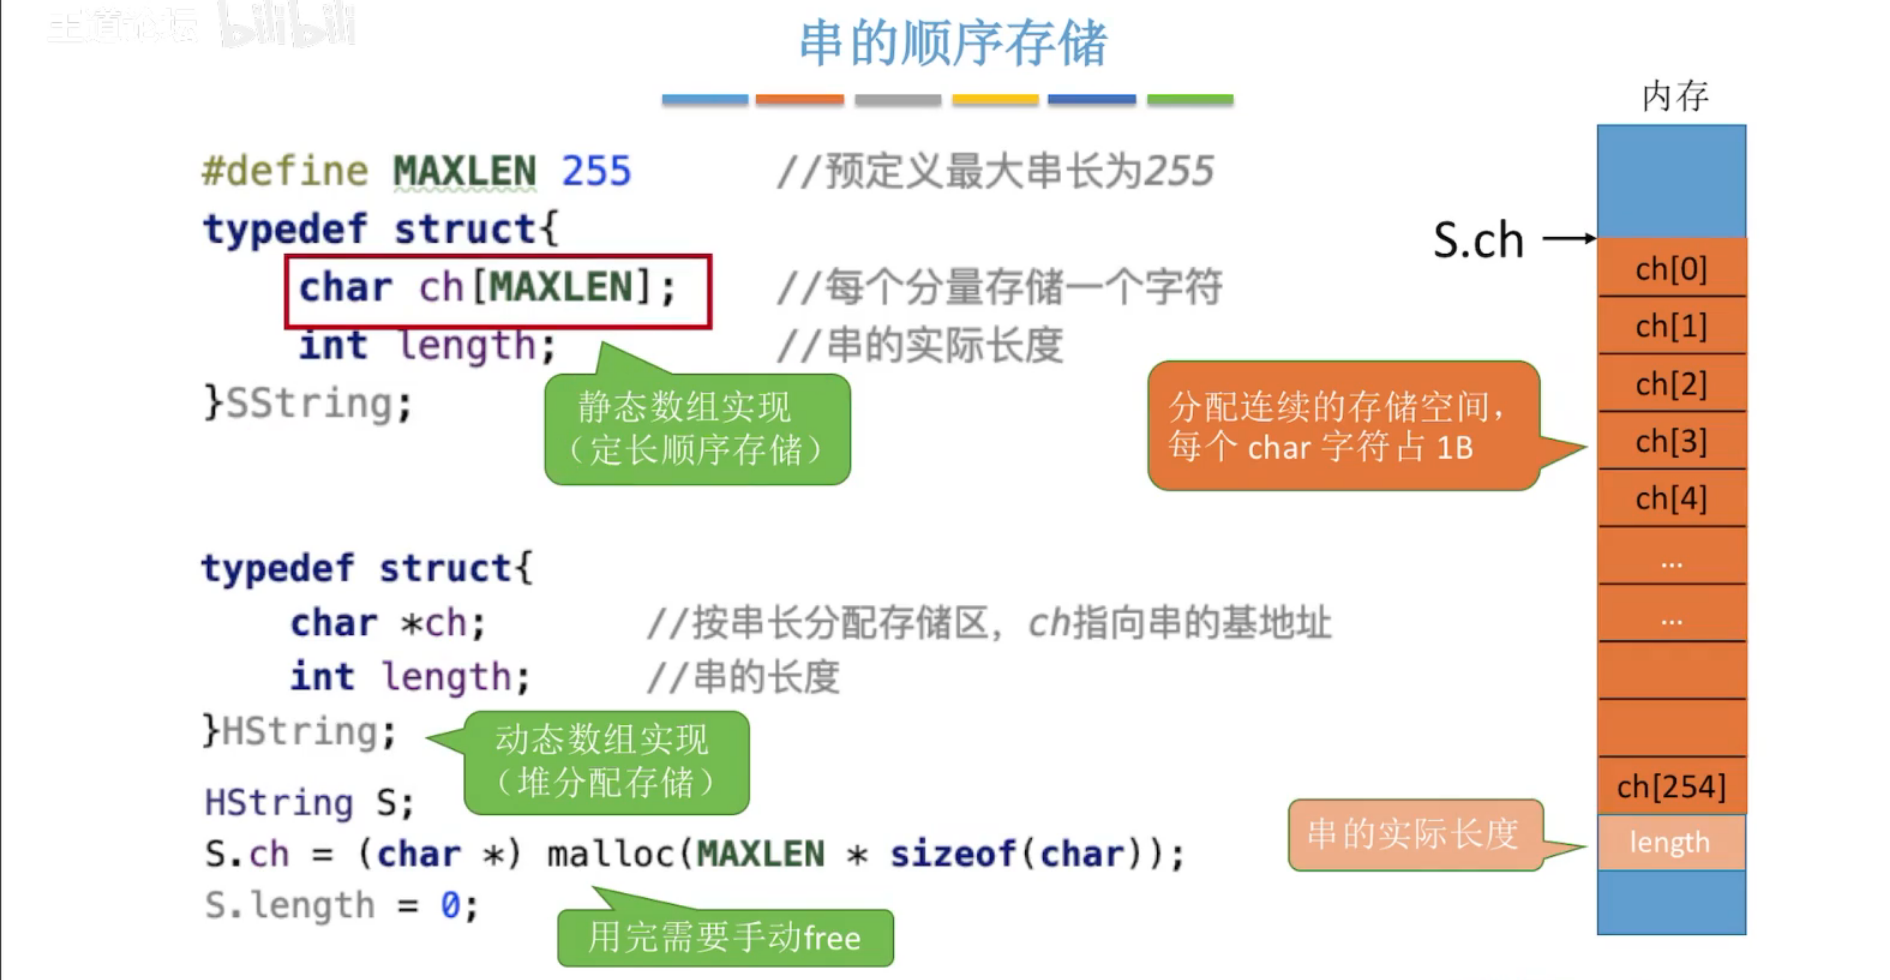 王道论坛 bilibili
串的顺序存储
#define MAXLEN 255 //预定义最大串长为255
typedef struct{
char ch[MAXLEN]; //每个分量存储一个字符
int length; //串的实际长度
}SString;
静态数组实现
（定长顺序存储）
typedef struct{
char *ch; //按串长分配存储区，ch指向串的基地址
int length; //串的长度
}HString;
动态数组实现
（堆分配存储）
HString S;
S.ch = (char *) malloc(MAXLEN * sizeof(char));
S.length = 0;
用完需要手动free
内存
S.ch
ch[0]
ch[1]
ch[2]
ch[3]
ch[4]
...
...
ch[254]
length
分配连续的存储空间，
每个 char 字符占 1B
串的实际长度